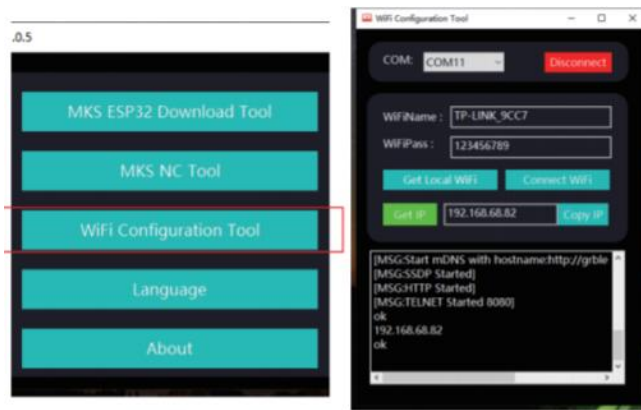 .0.5
MKS ESP32 Download Tool
MKS NC Tool
WiFi Configuration Tool
Language
About
WiFi Configuration Tool
COM: COM11 Disconnect
WiFiName : TP-LINK_9CC7
WiFiPass : 123456789
Get Local WiFi Connect WiFi
Get IP 192.168.68.82 Copy IP
[MSG:Start mDNS with hostname:http://grble
[MSG:SSDP Started]
[MSG:HTTP Started]
[MSG:TELNET Started 8080]
ok
192.168.68.82
ok